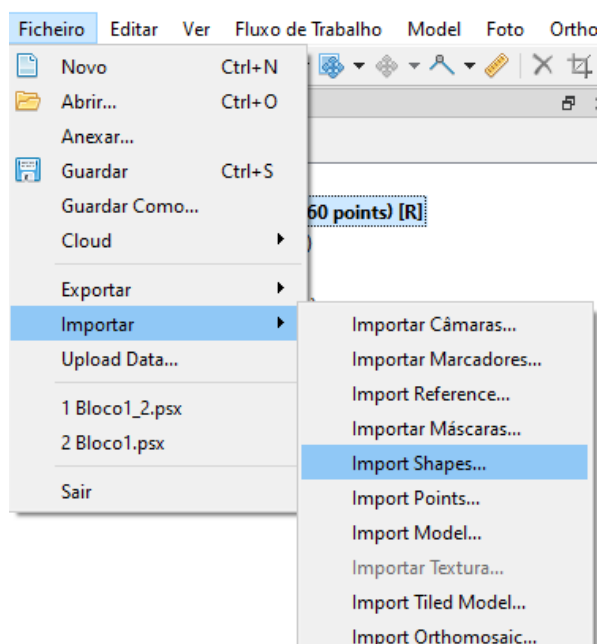 Ficheiro Editar Ver Fluxo de Trabalho Model Foto Ortho
Novo Ctrl+N
Abrir... Ctrl+O
Anexar...
Guardar Ctrl+S
Guardar Como...
60 points) [R]
Cloud
Exportar
Importar
Importar Câmaras...
Upload Data...
Importar Marcadores...
Import Reference...
1 Bloco1_2.psx
Importar Máscaras...
2 Bloco1.psx
Import Shapes...
Sair
Import Points...
Import Model...
Importar Textura...
Import Tiled Model...
Import Orthomosaic...